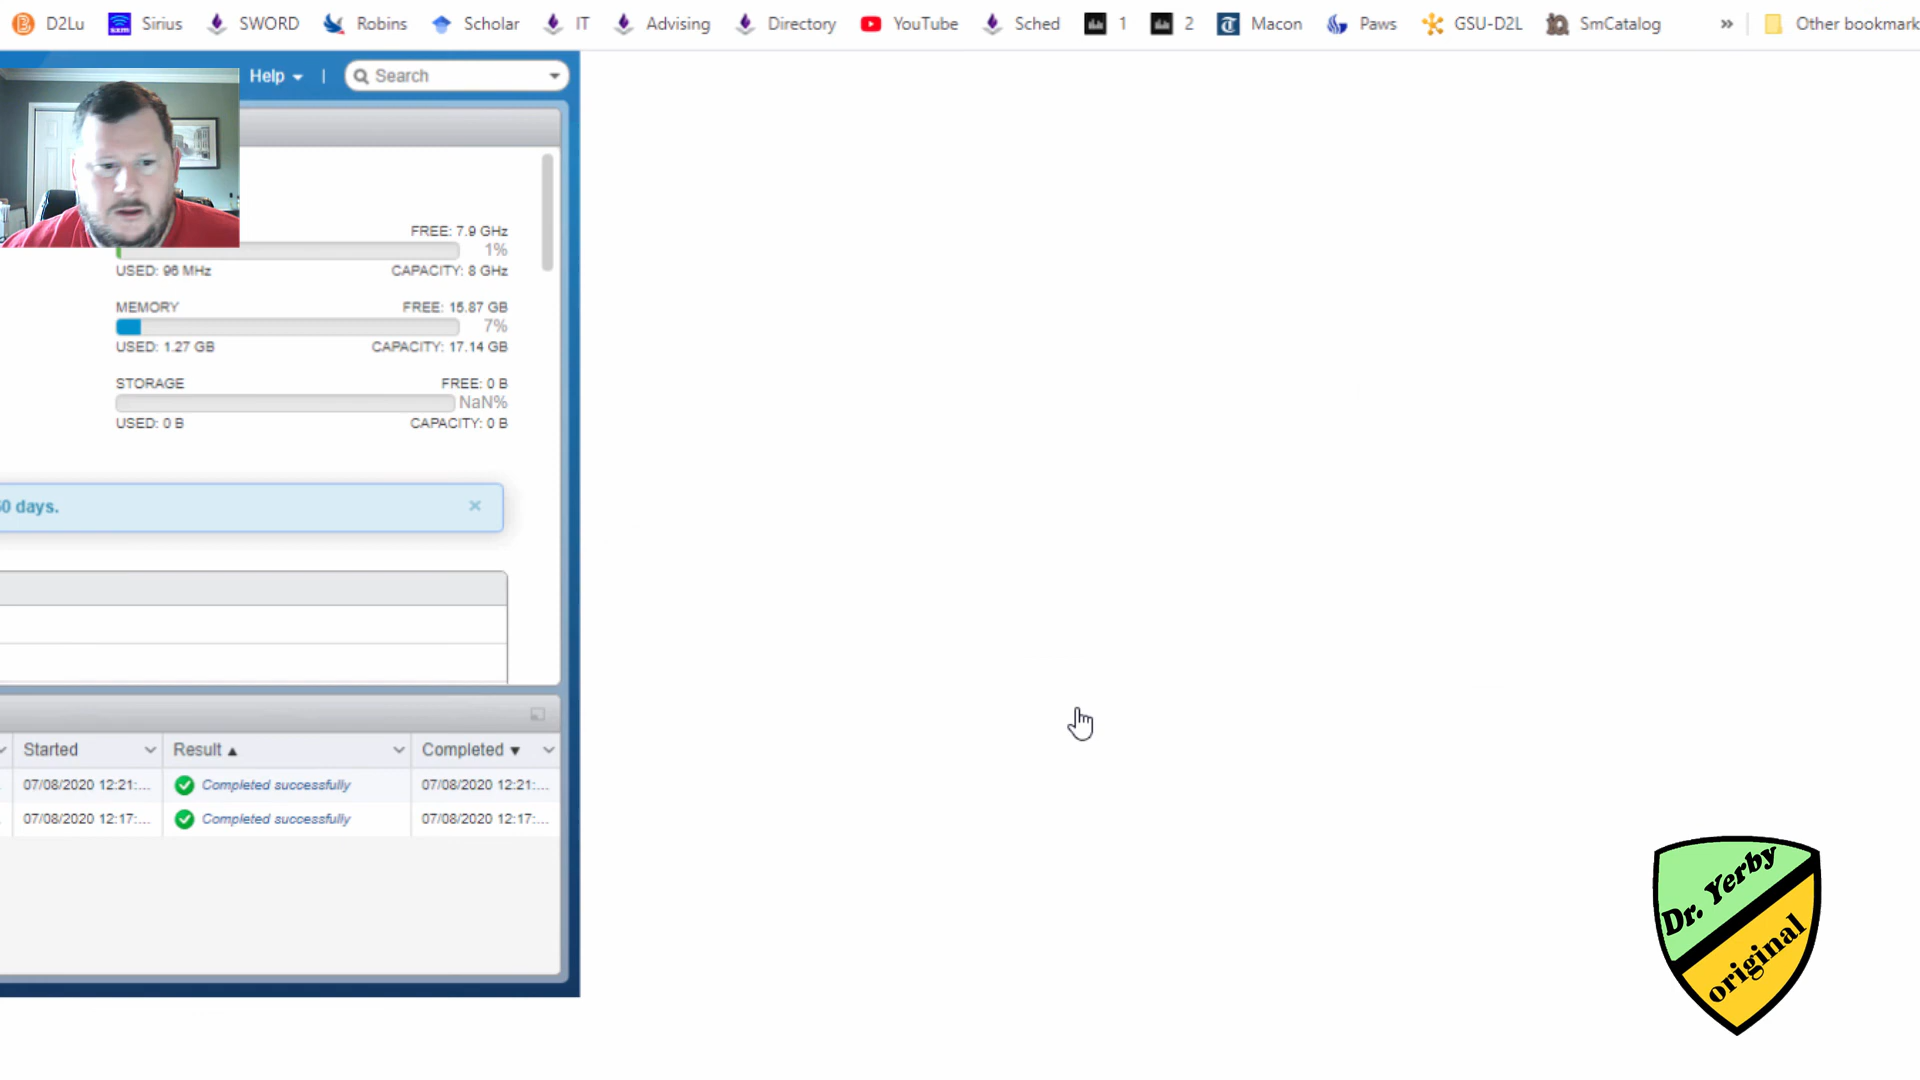 D2Lu Sirius SWORD Robins Scholar IT Advising Directory YouTube Sched 1 2 Macon Paws GSU-D2L SmCatalog » Other bookmark
Help | Search
FREE: 7.9 GHz
1%
USED: 96 MHz CAPACITY: 8 GHz
MEMORY FREE: 15.87 GB
7%
USED: 1.27 GB CAPACITY: 17.14 GB
STORAGE FREE: 0 B
NaN%
USED: 0 B CAPACITY: 0 B
0 days.
Started Result Completed
07/08/2020 12:21:... Completed successfully 07/08/2020 12:21:...
07/08/2020 12:17:... Completed successfully 07/08/2020 12:17:...
Dr. Yerby
original